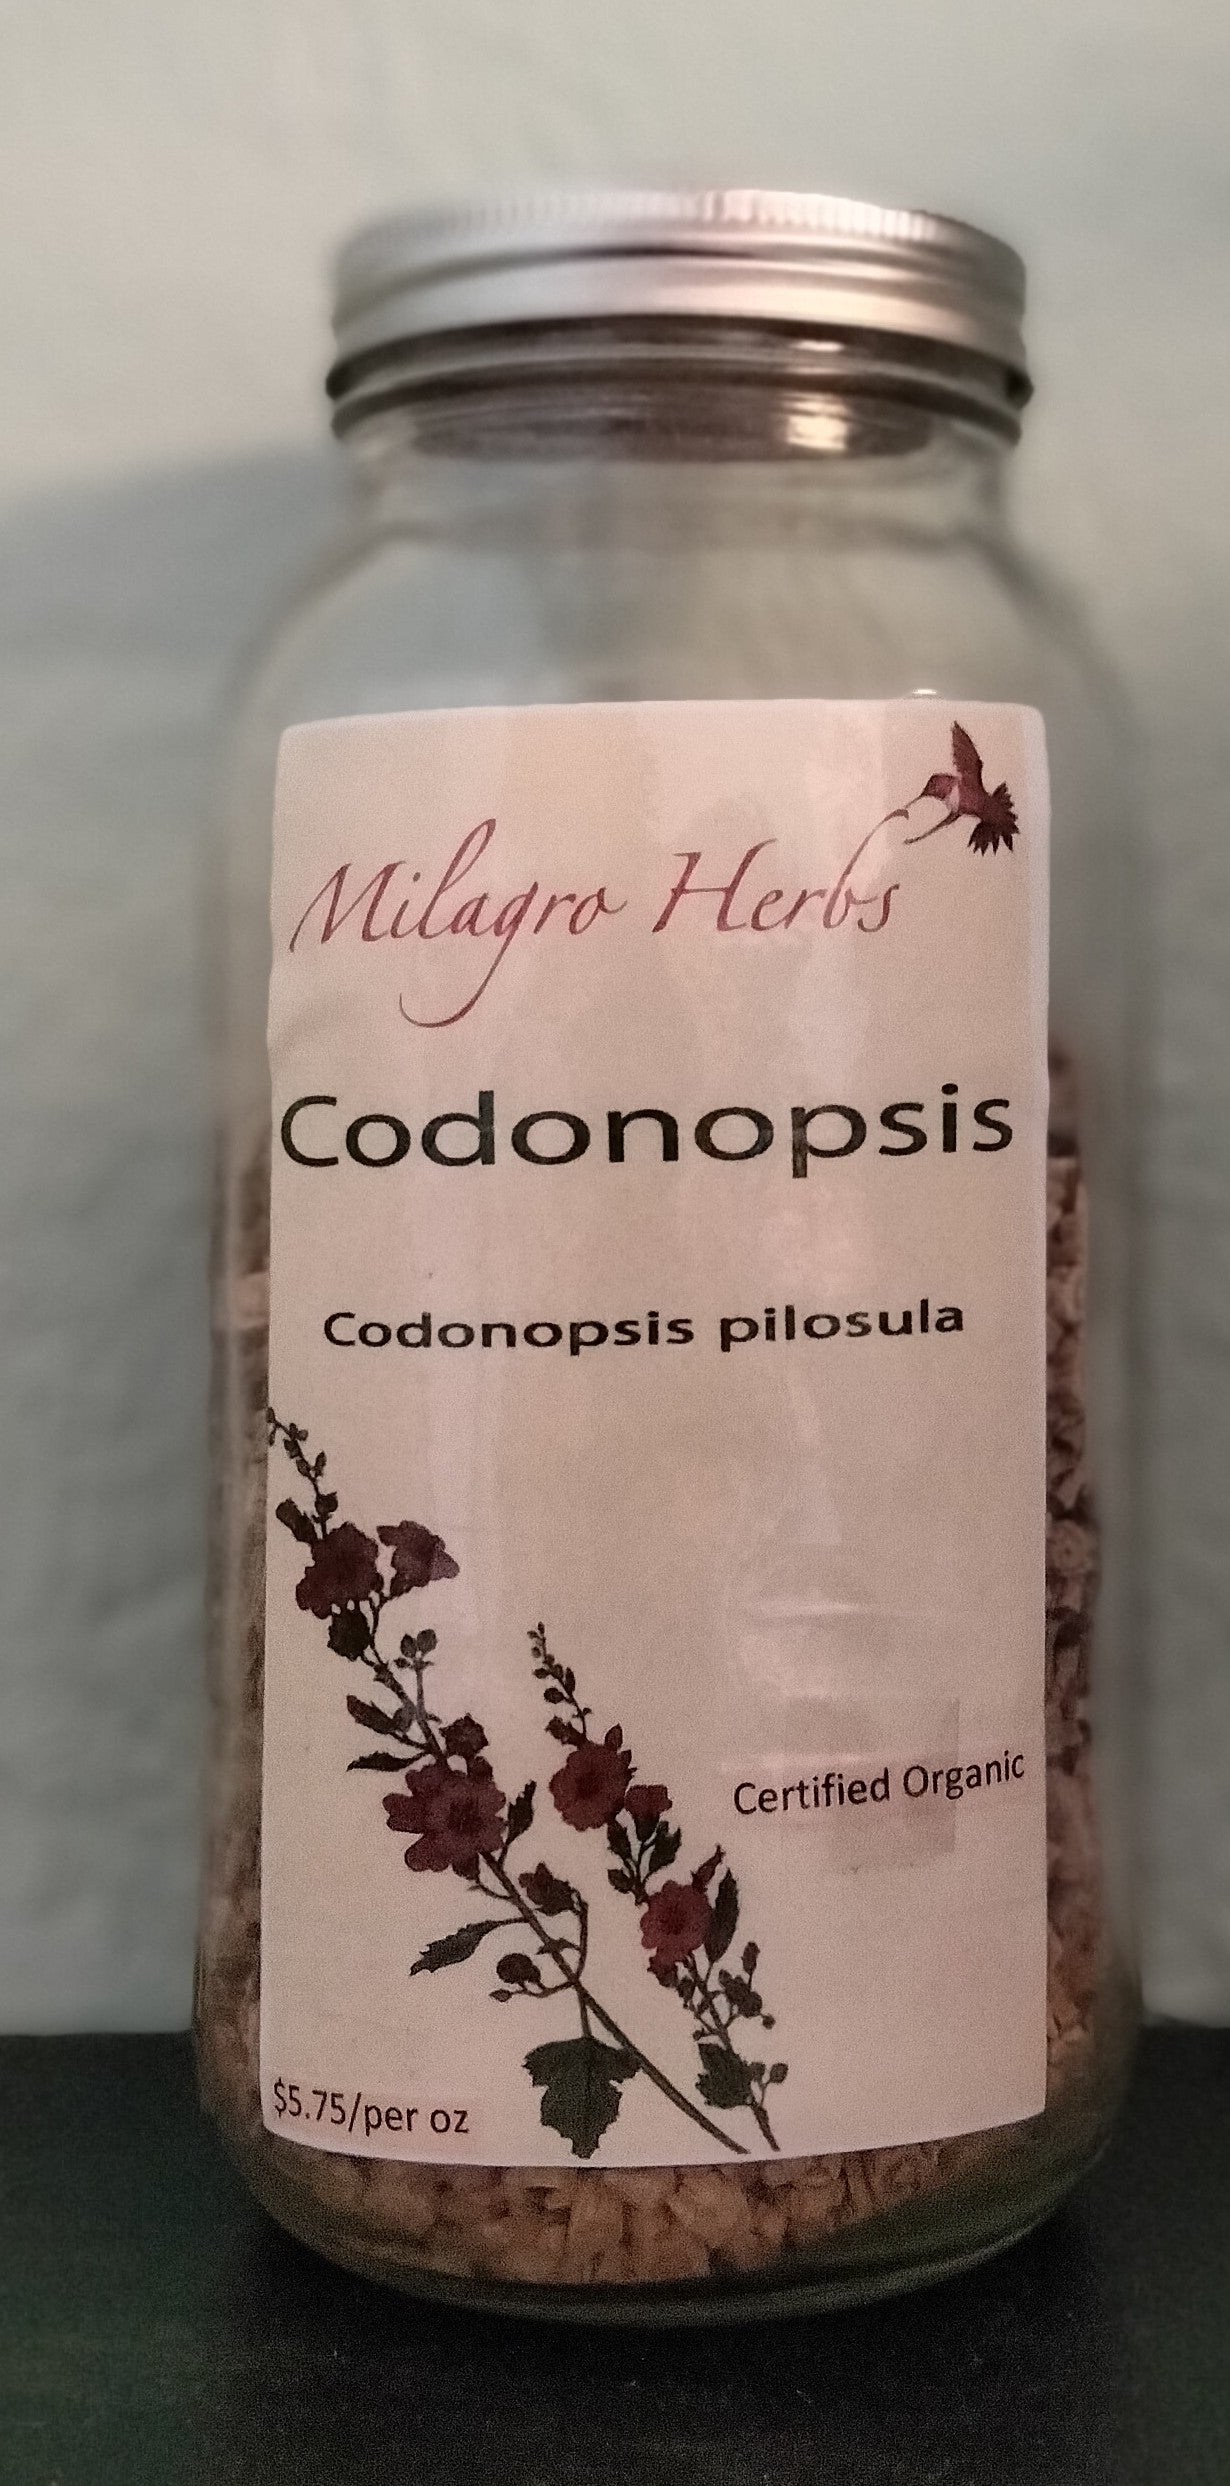 Milagro Herbs
Codonopsis
Codonopsis pilosula
Certified Organic
$5.75/per oz